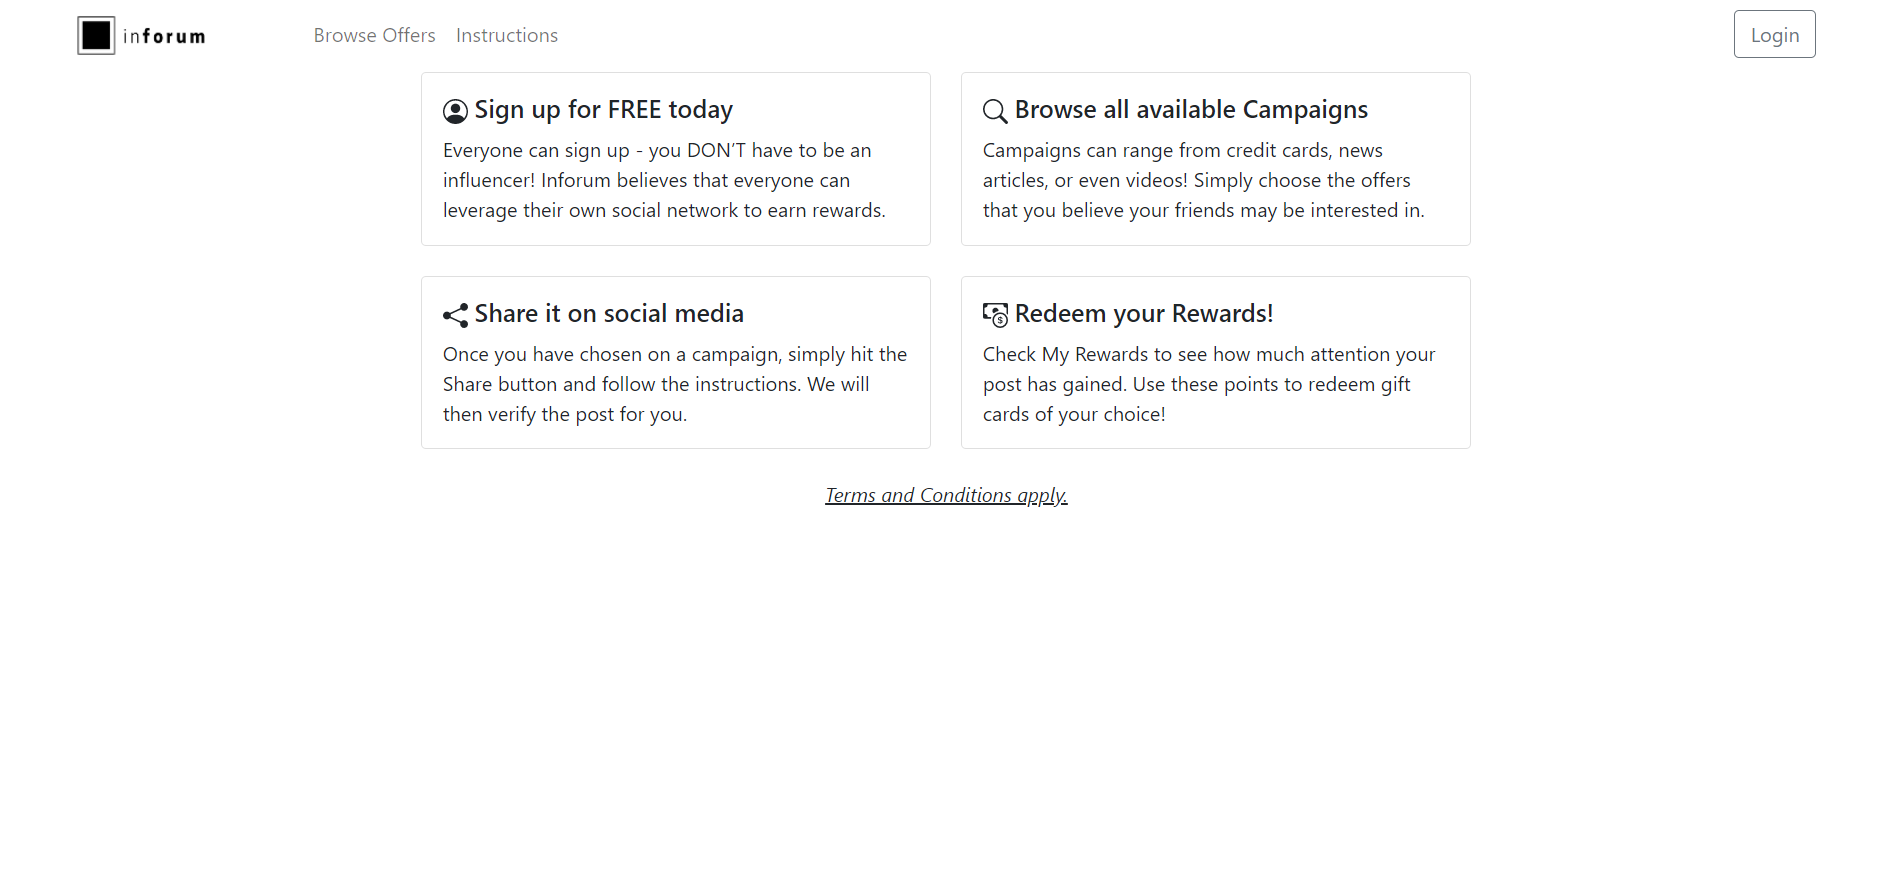 inforum
Browse Offers
Instructions
Login
Sign up for FREE today
Everyone can sign up - you DON’T have to be an
influencer! Inforum believes that everyone can
leverage their own social network to earn rewards.
Browse all available Campaigns
Campaigns can range from credit cards, news
articles, or even videos! Simply choose the offers
that you believe your friends may be interested in.
Share it on social media
Once you have chosen on a campaign, simply hit the
Share button and follow the instructions. We will
then verify the post for you.
Redeem your Rewards!
Check My Rewards to see how much attention your
post has gained. Use these points to redeem gift
cards of your choice!
Terms and Conditions apply.